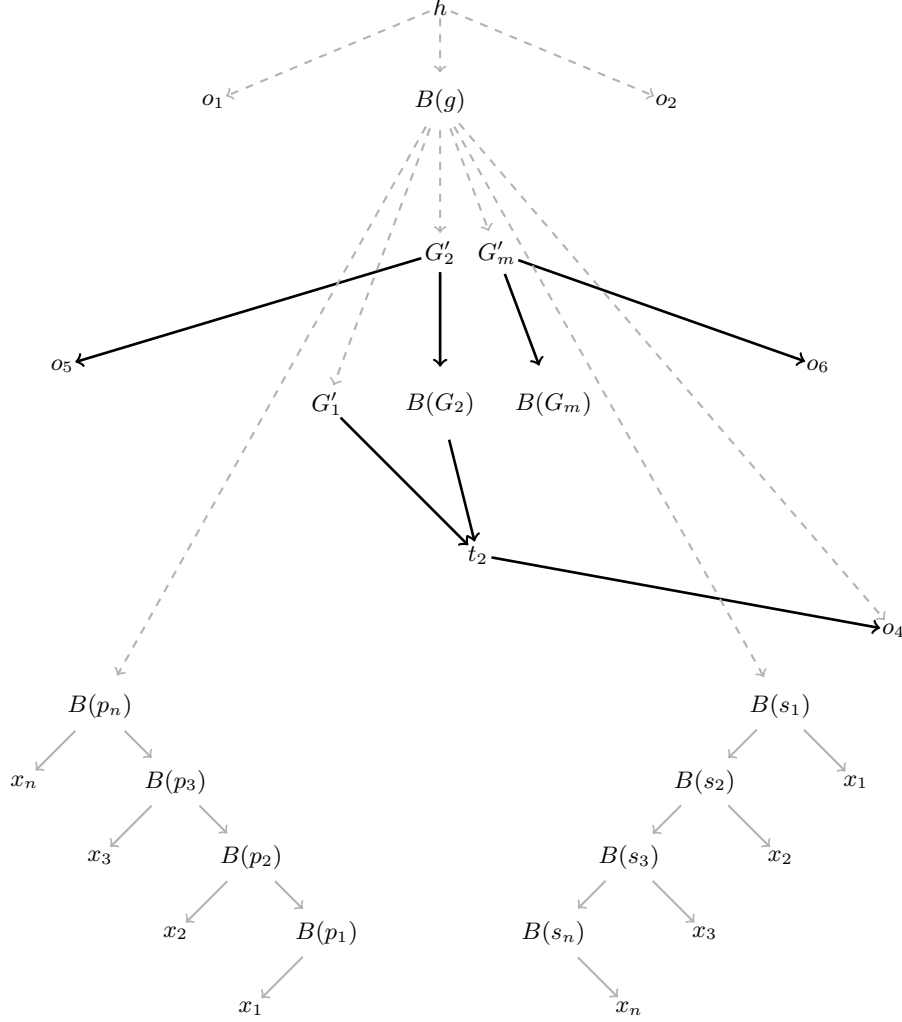 h
o₁ B(g) o₂
G′₂ G′ₘ
o₅ o₆
G′₁ B(G₂) B(Gₘ)
t₂
o₄
B(pₙ) B(s₁)
xₙ B(p₃) B(s₂) x₁
x₃ B(p₂) B(s₃) x₂
x₂ B(p₁) B(sₙ) x₃
x₁ xₙ